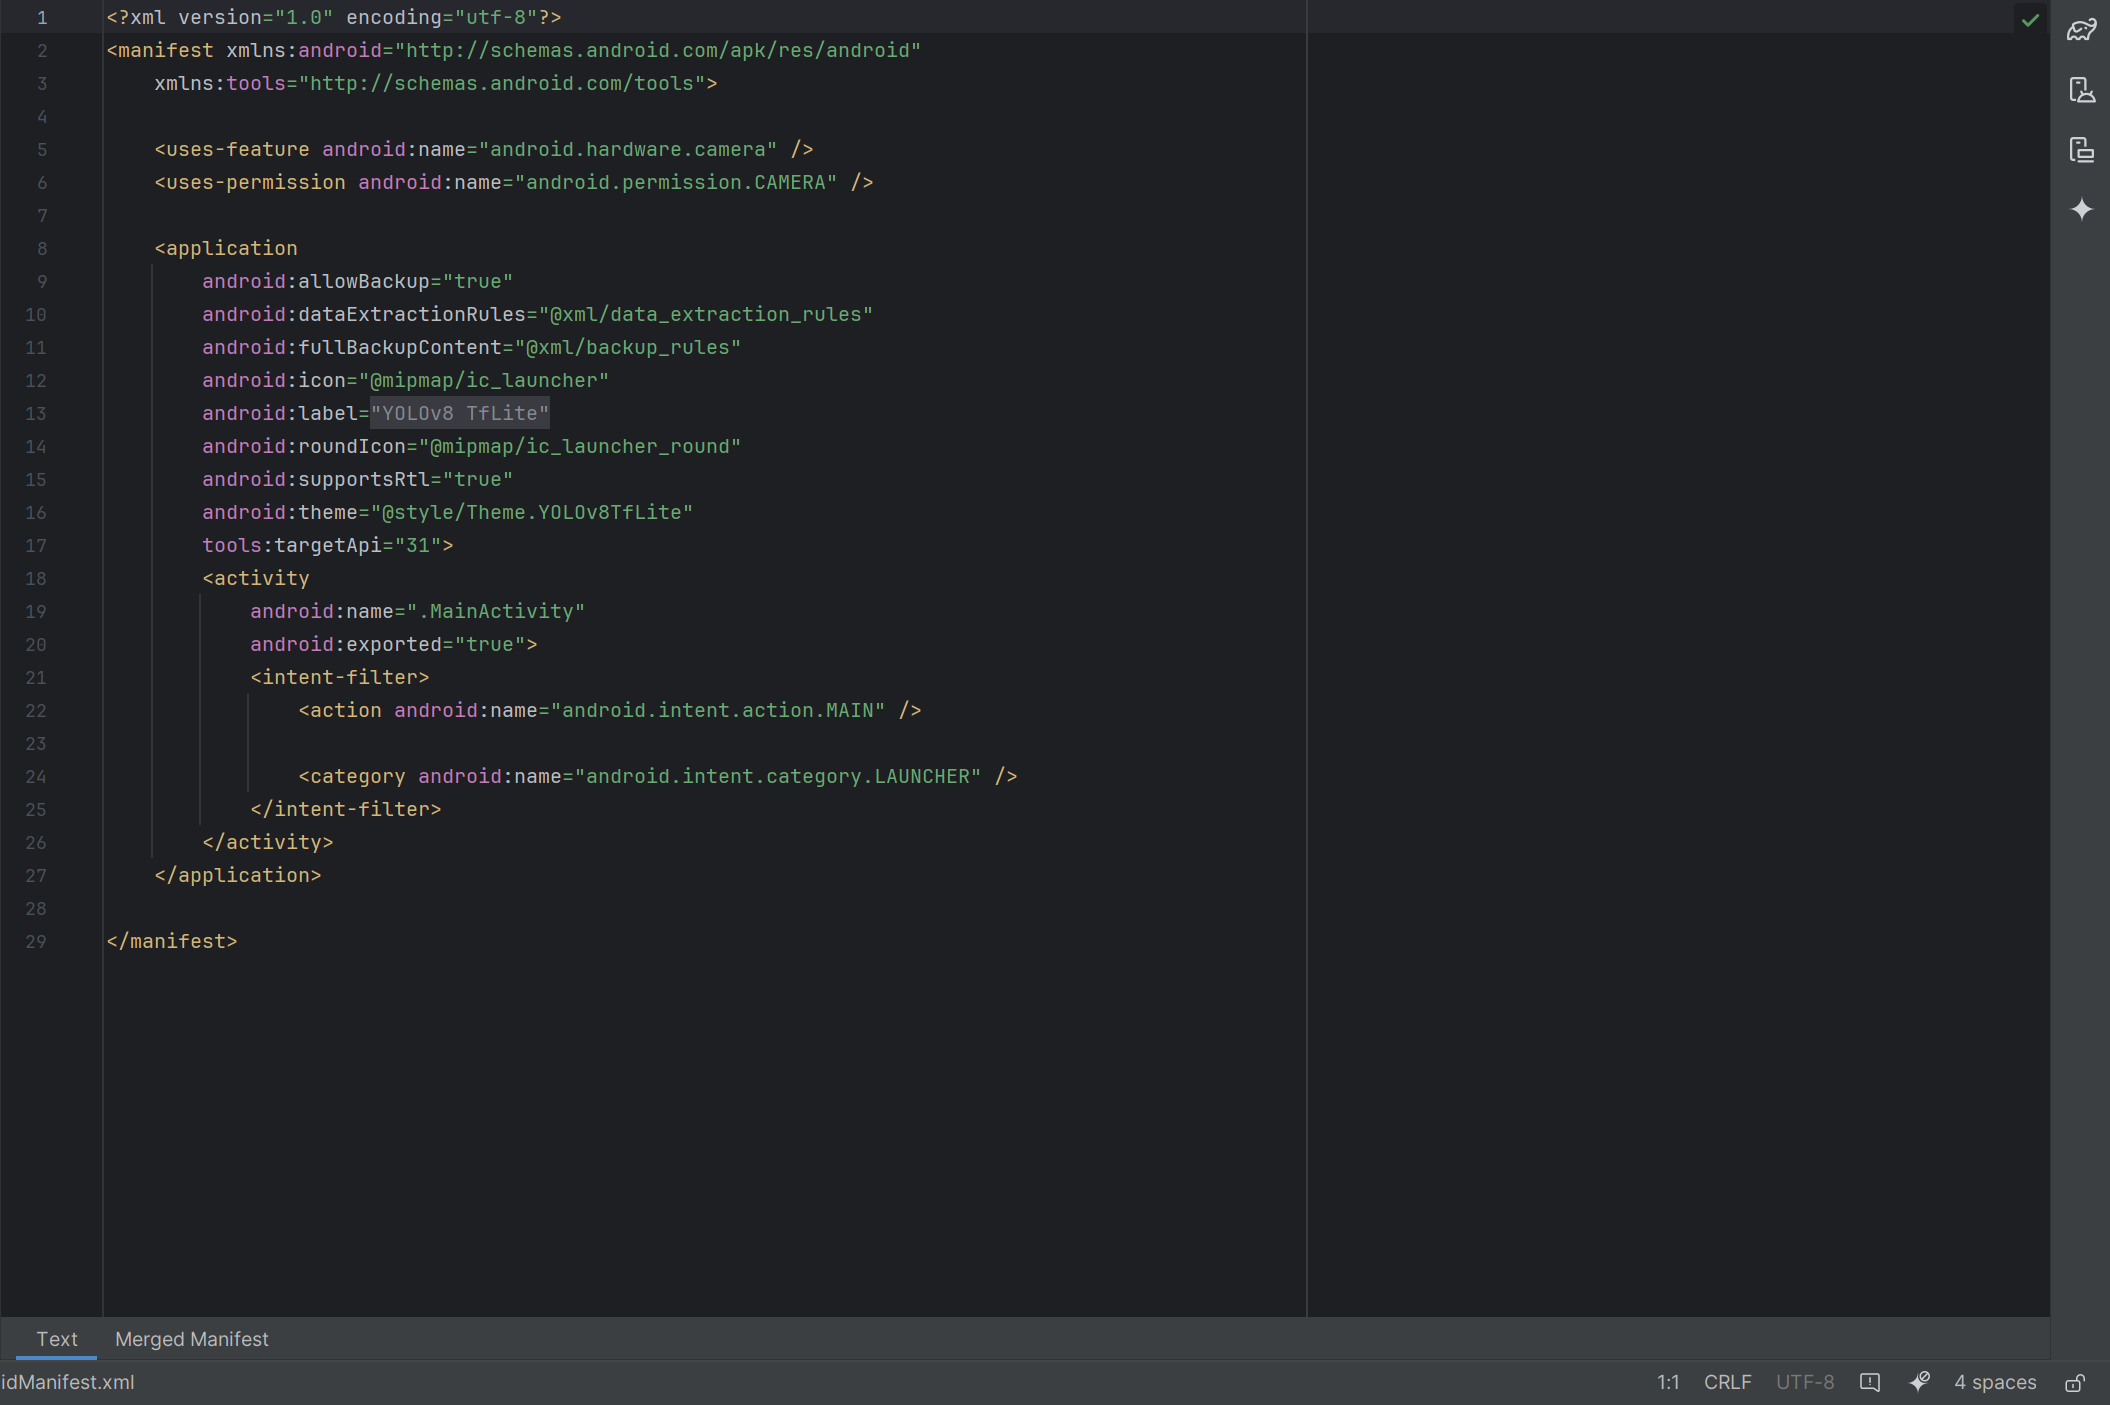 1 <?xml version="1.0" encoding="utf-8"?>
2 <manifest xmlns:android="http://schemas.android.com/apk/res/android"
3     xmlns:tools="http://schemas.android.com/tools">
4
5     <uses-feature android:name="android.hardware.camera" />
6     <uses-permission android:name="android.permission.CAMERA" />
7
8     <application
9         android:allowBackup="true"
10         android:dataExtractionRules="@xml/data_extraction_rules"
11         android:fullBackupContent="@xml/backup_rules"
12         android:icon="@mipmap/ic_launcher"
13         android:label="YOLOv8 TfLite"
14         android:roundIcon="@mipmap/ic_launcher_round"
15         android:supportsRtl="true"
16         android:theme="@style/Theme.YOLOv8TfLite"
17         tools:targetApi="31">
18         <activity
19             android:name=".MainActivity"
20             android:exported="true">
21             <intent-filter>
22                 <action android:name="android.intent.action.MAIN" />
23
24                 <category android:name="android.intent.category.LAUNCHER" />
25             </intent-filter>
26         </activity>
27     </application>
28
29 </manifest>
Text Merged Manifest
idManifest.xml 1:1 CRLF UTF-8 4 spaces